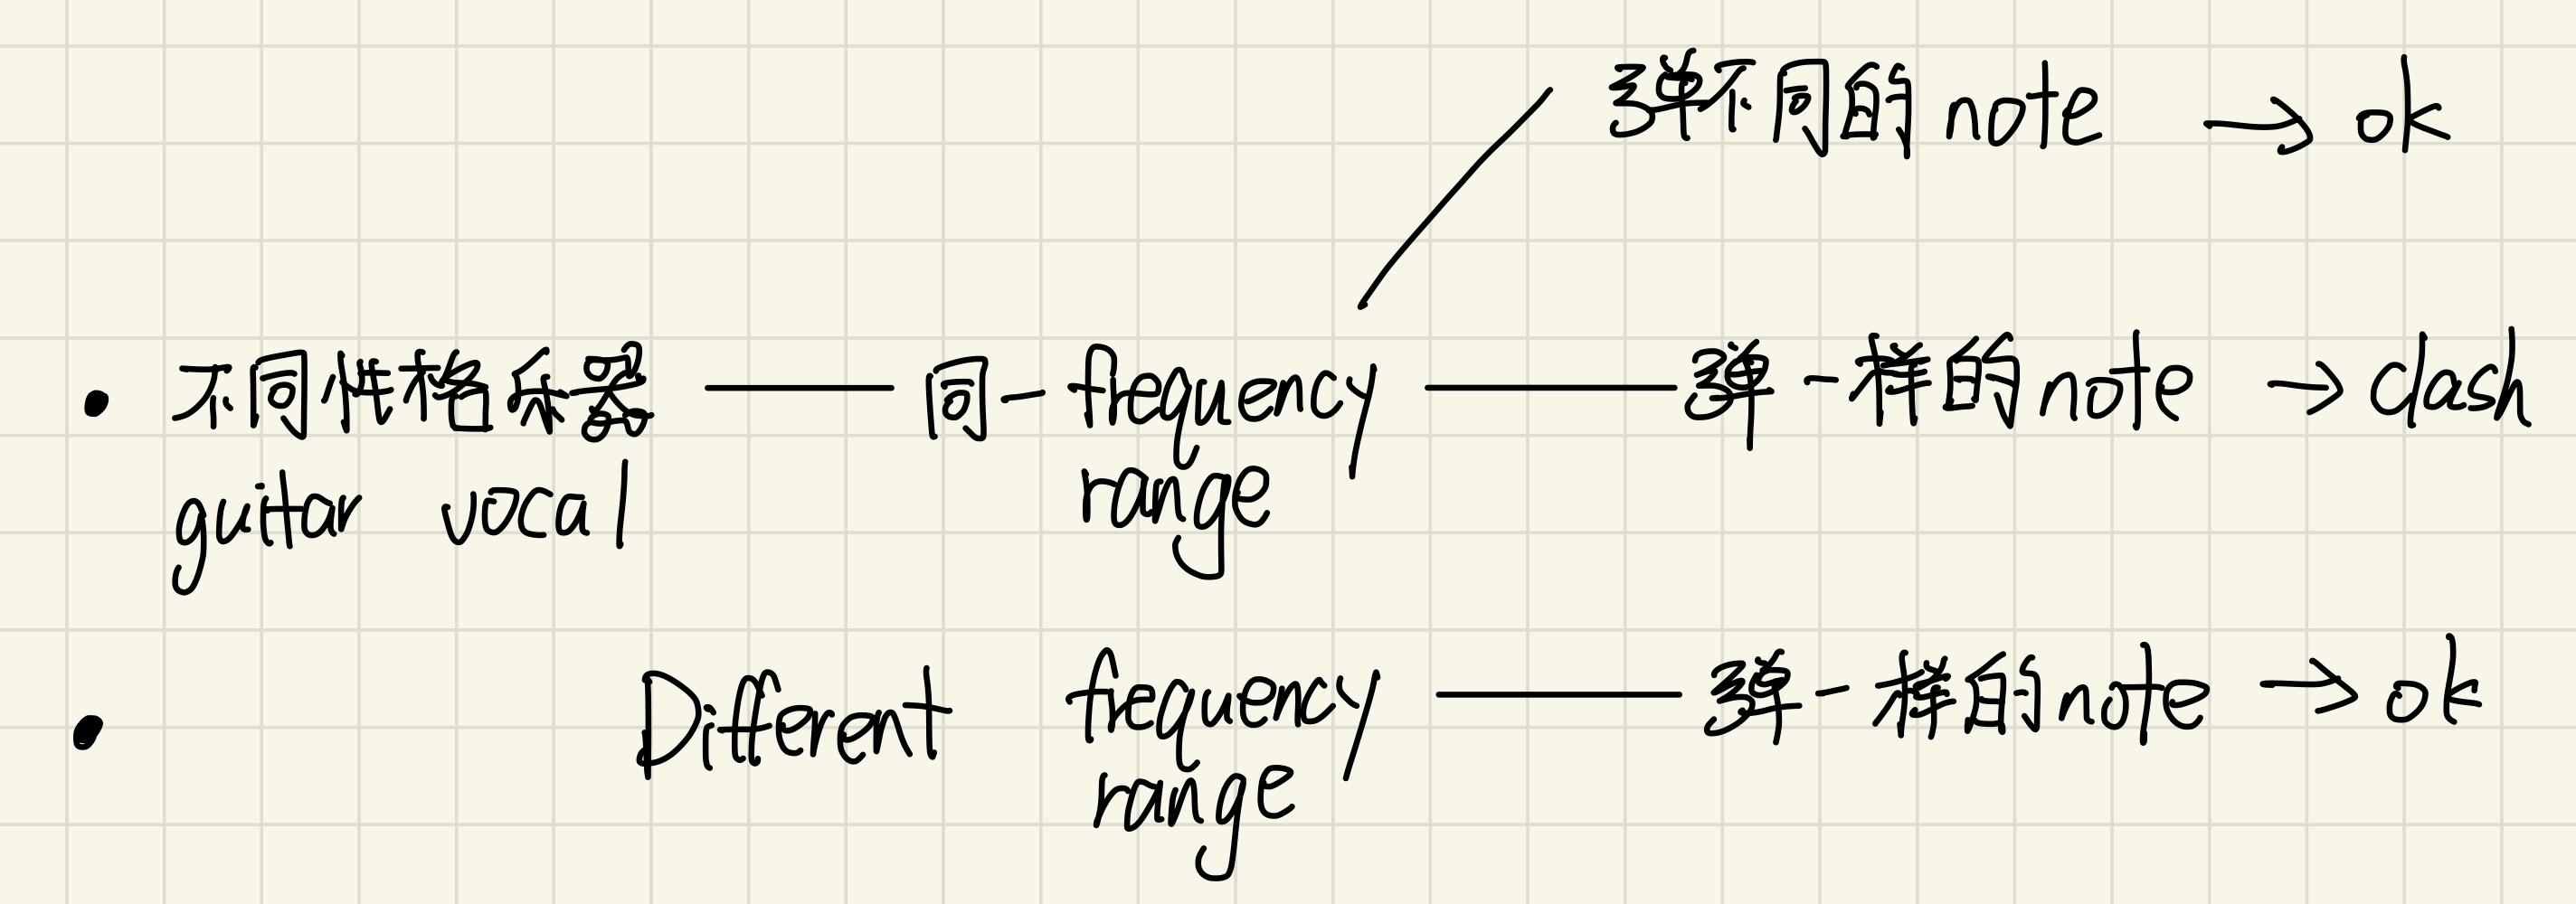 弹不同的 note → ok
• 不同性格乐器 — 同一 frequency — 弹一样的 note → clash
guitar vocal range
• Different frequency — 弹一样的 note → ok
range